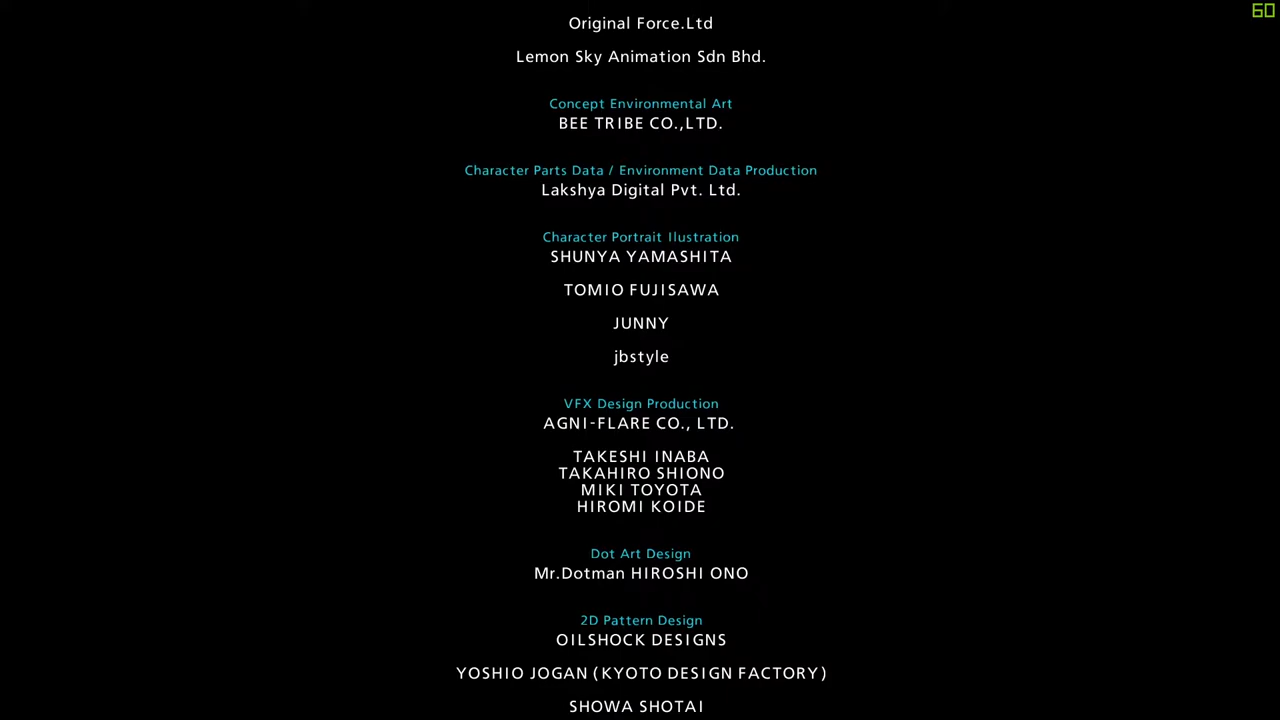 60
Original Force.Ltd
Lemon Sky Animation Sdn Bhd.
Concept Environmental Art
BEE TRIBE CO.,LTD.
Character Parts Data / Environment Data Production
Lakshya Digital Pvt. Ltd.
Character Portrait Ilustration
SHUNYA YAMASHITA
TOMIO FUJISAWA
JUNNY
jbstyle
VFX Design Production
AGNI-FLARE CO., LTD.
TAKESHI INABA
TAKAHIRO SHIONO
MIKI TOYOTA
HIROMI KOIDE
Dot Art Design
Mr.Dotman HIROSHI ONO
2D Pattern Design
OILSHOCK DESIGNS
YOSHIO JOGAN (KYOTO DESIGN FACTORY)
SHOWA SHOTAI